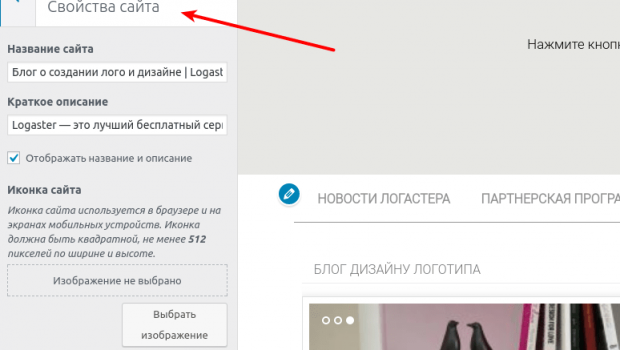 Свойства сайта
Название сайта
Блог о создании лого и дизайне | Logast
Краткое описание
Logaster — это лучший бесплатный сер
Отображать название и описание
Иконка сайта
Иконка сайта используется в браузере и на
экранах мобильных устройств. Иконка
должна быть квадратной, не менее 512
пикселей по ширине и высоте.
Изображение не выбрано
Выбрать
изображение
Нажмите кнопк
НОВОСТИ ЛОГАСТЕРА
ПАРТНЕРСКАЯ ПРОГРА
БЛОГ ДИЗАЙНУ ЛОГОТИПА